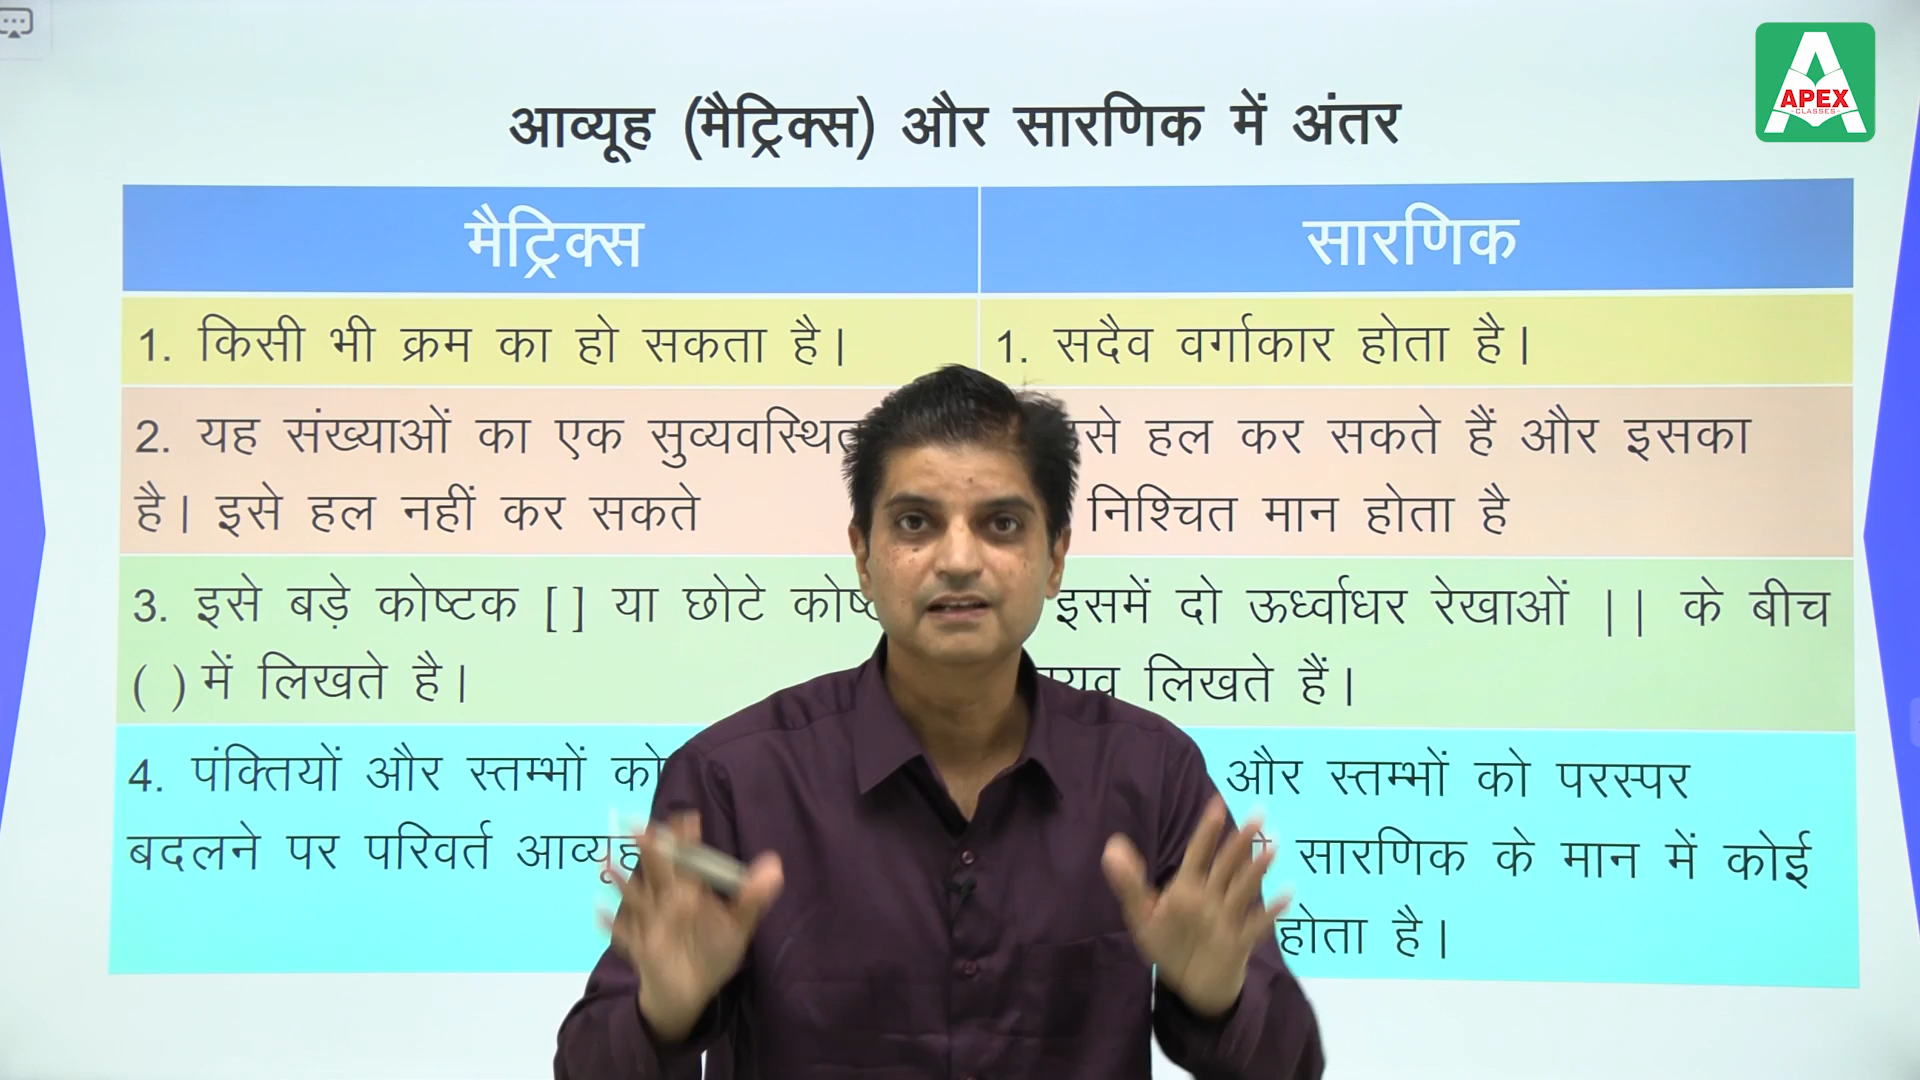 APEX
CLASSES
आव्यूह (मैट्रिक्स) और सारणिक में अंतर
मैट्रिक्स
सारणिक
1. किसी भी क्रम का हो सकता है।
1. सदैव वर्गाकार होता है।
2. यह संख्याओं का एक
है। इसे हल नहीं कर सकते
हल कर सकते हैं और इसका
निश्चित मान होता है
3. इसे बड़े कोष्टक [ ] या छोटे
( ) में लिखते है।
इसमें दो ऊर्ध्वाधर रेखाओं | | के बीच
लिखते हैं।
4. पंक्तियों और स्तम्भों को
बदलने पर परिवर्त आव्यूह
और स्तम्भों को परस्पर
सारणिक के मान में कोई
होता है।